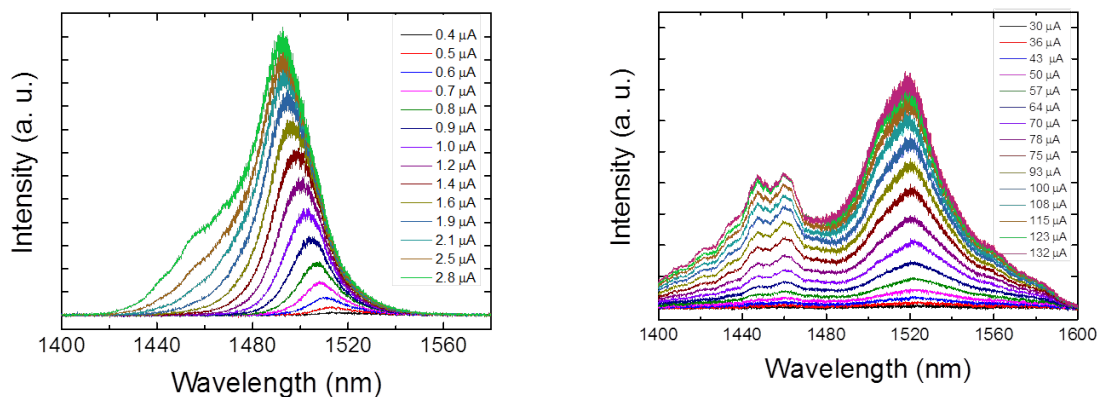 Intensity (a. u.)
0.4 µA
0.5 µA
0.6 µA
0.7 µA
0.8 µA
0.9 µA
1.0 µA
1.2 µA
1.4 µA
1.6 µA
1.9 µA
2.1 µA
2.5 µA
2.8 µA
1400 1440 1480 1520 1560
Wavelength (nm)
Intensity (a. u.)
30 µA
36 µA
43 µA
50 µA
57 µA
64 µA
70 µA
78 µA
75 µA
93 µA
100 µA
108 µA
115 µA
123 µA
132 µA
1400 1440 1480 1520 1560 1600
Wavelength (nm)